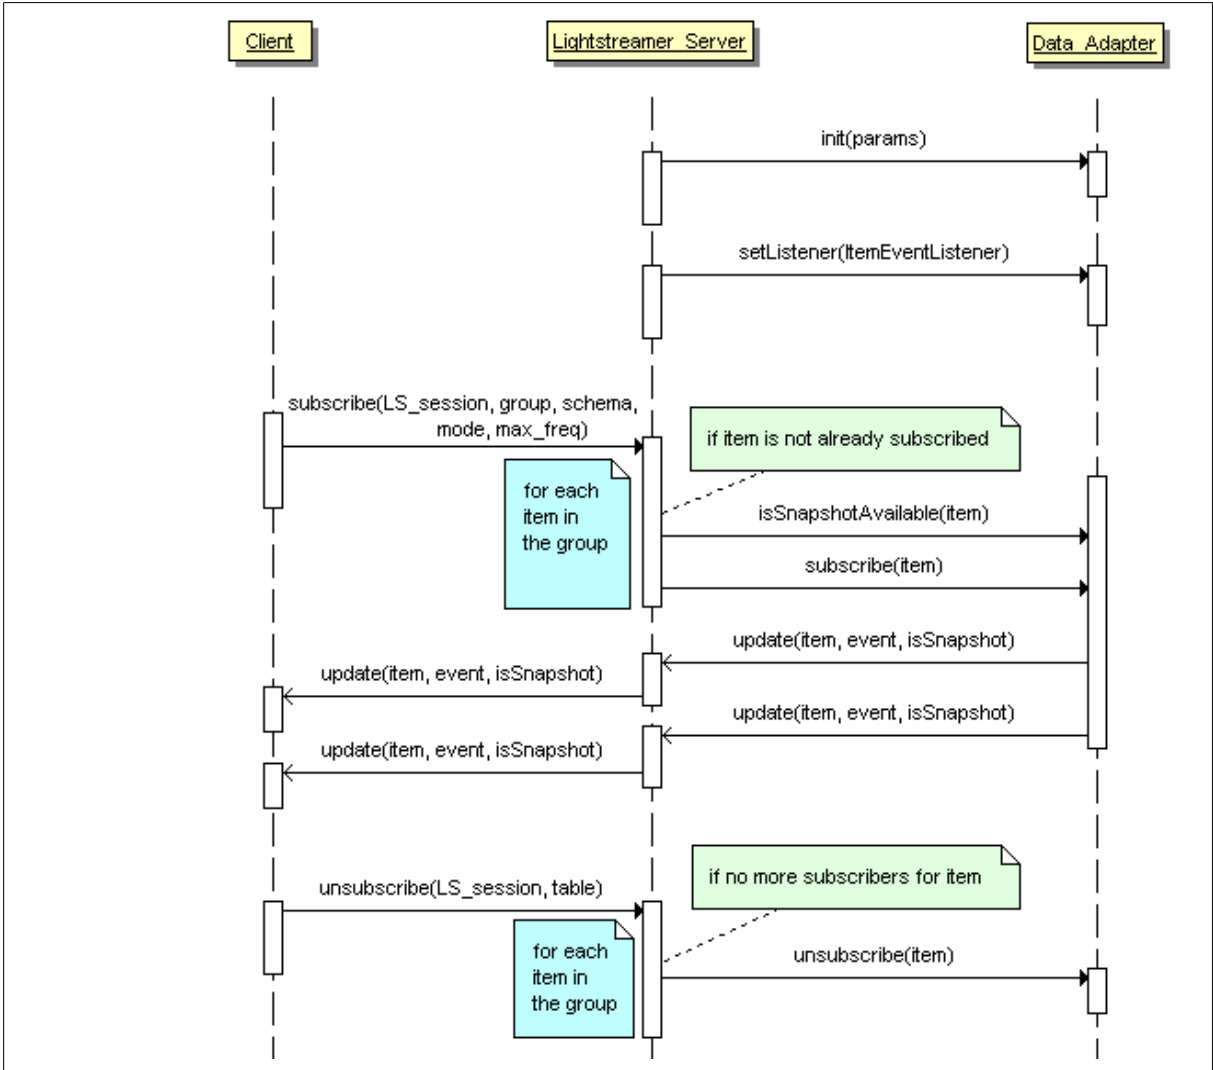 Client
Lightstreamer_Server
Data_Adapter
init(params)
setListener(ItemEventListener)
subscribe(LS_session, group, schema,
mode, max_freq)
if item is not already subscribed
for each
item in
the group
isSnapshotAvailable(item)
subscribe(item)
update(item, event, isSnapshot)
update(item, event, isSnapshot)
update(item, event, isSnapshot)
update(item, event, isSnapshot)
if no more subscribers for item
unsubscribe(LS_session, table)
for each
item in
the group
unsubscribe(item)